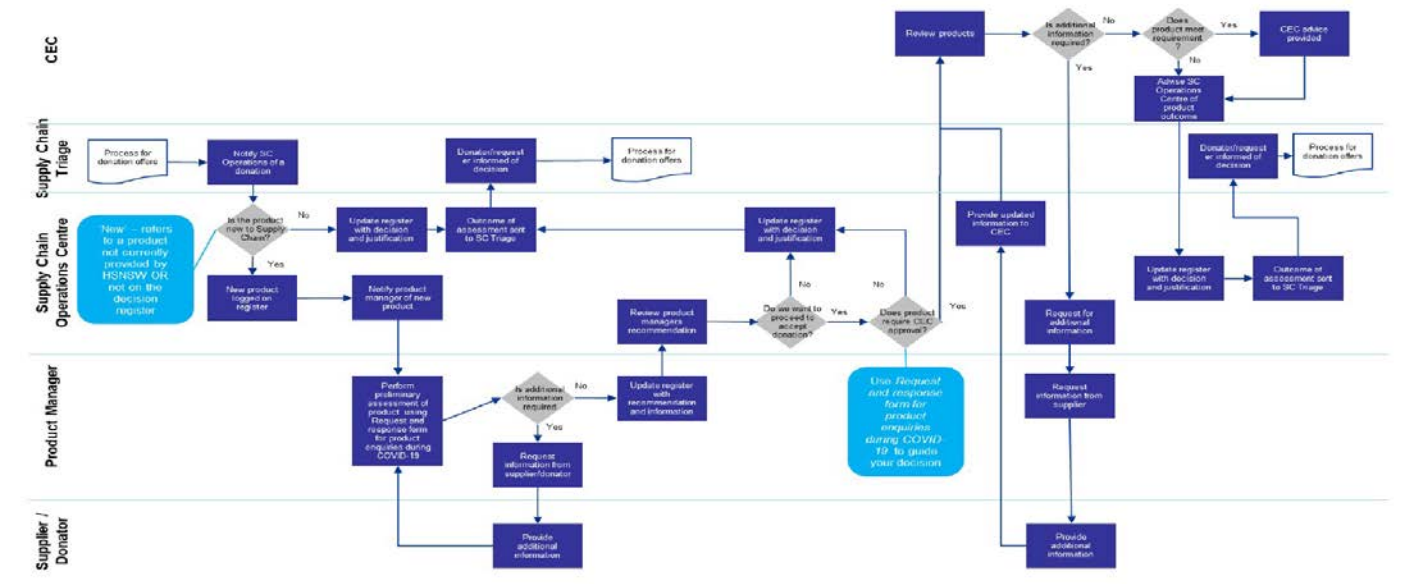 CEC
Review products
Is additional
information
required?
No
Yes
Does
product meet
requirement
?
Yes
No
CEC advice
provided
Advise SC
Operations
Centre of
product
outcome
Supply Chain
Triage
Process for
donation offers
Notify SC
Operations of a
donation
Donator/request
er informed of
decision
Process for
donation offers
Donator/request
er informed of
decision
Process for
donation offers
Supply Chain
Operations Centre
'New' – refers
to a product
not currently
provided by
HSNSW OR
not on the
decision
register
Is the product
new to Supply
Chain?
No
Yes
Update register
with decision
and justification
Outcome of
assessment sent
to SC Triage
New product
logged on
register
Notify product
manager of new
product
Review product
managers
recommendation
Update register
with decision
and justification
No
Do we want to
proceed to
accept
donation?
Yes
No
Does product
require CEC
approval?
Yes
Provide updated
information to
CEC
Request for
additional
information
Update register
with decision
and justification
Outcome of
assessment sent
to SC Triage
Product Manager
Perform
preliminary
assessment of
product using
Request and
response form
for product
enquiries during
COVID-19
Is additional
information
required
No
Yes
Request
information from
supplier/donator
Update register
with
recommendation
and information
Use Request
and response
form for
product
enquiries
during COVID-
19 to guide
your decision
Request
information from
supplier
Supplier /
Donator
Provide
additional
information
Provide
additional
information